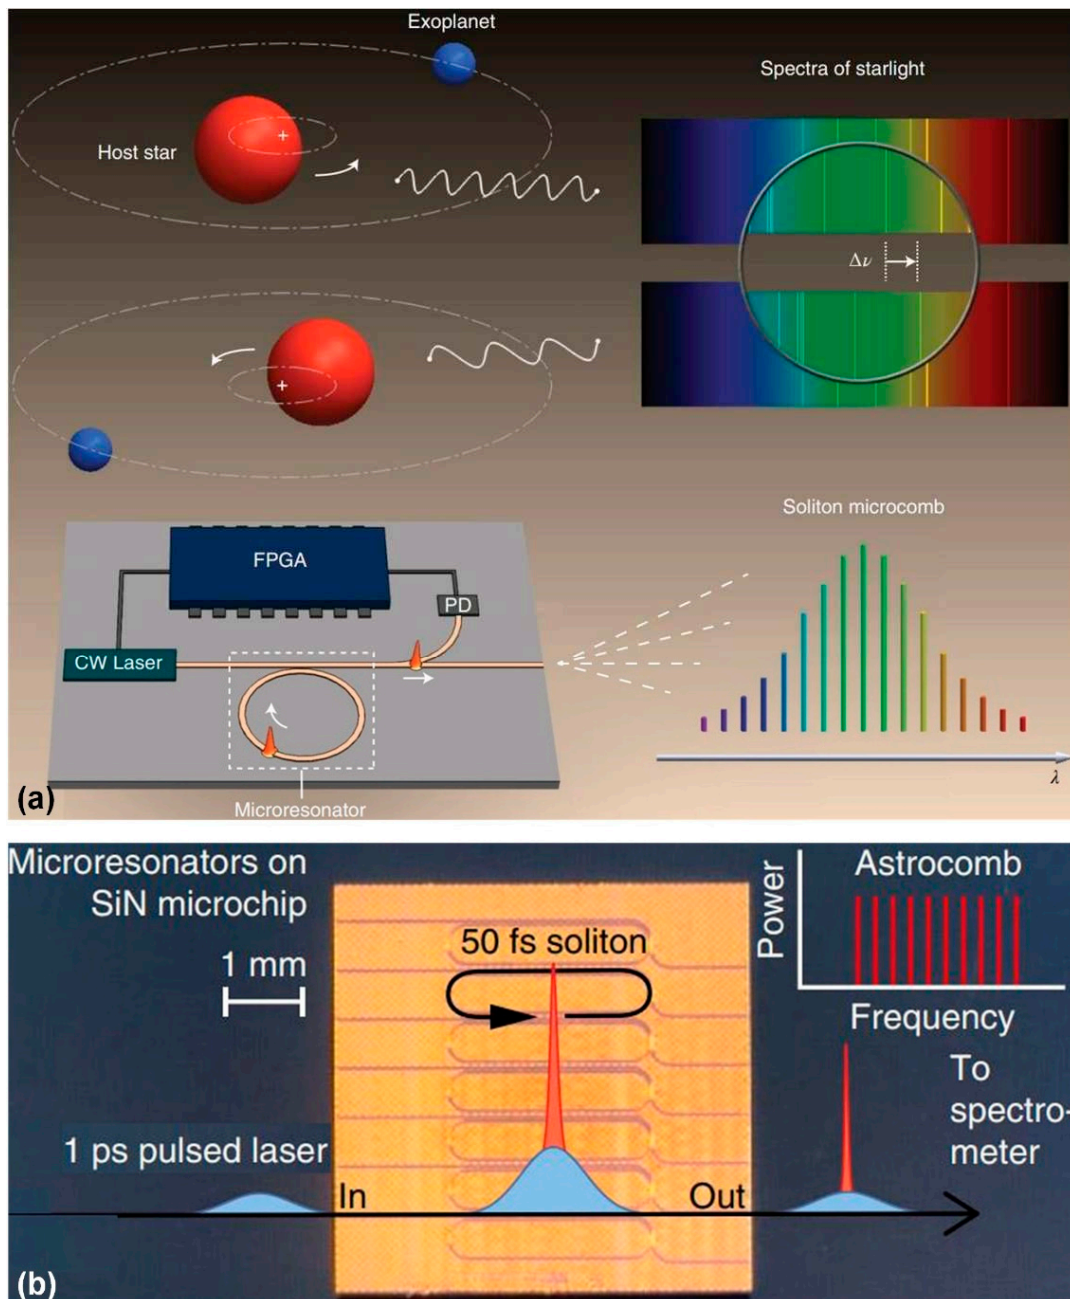 Exoplanet
Spectra of starlight
Host star
+
Δν
+
Soliton microcomb
FPGA
PD
CW Laser
λ
(a)
Microresonator
Microresonators on
SiN microchip
1 mm
50 fs soliton
Power
Astrocomb
Frequency
To
spectro-
meter
1 ps pulsed laser
In
Out
(b)